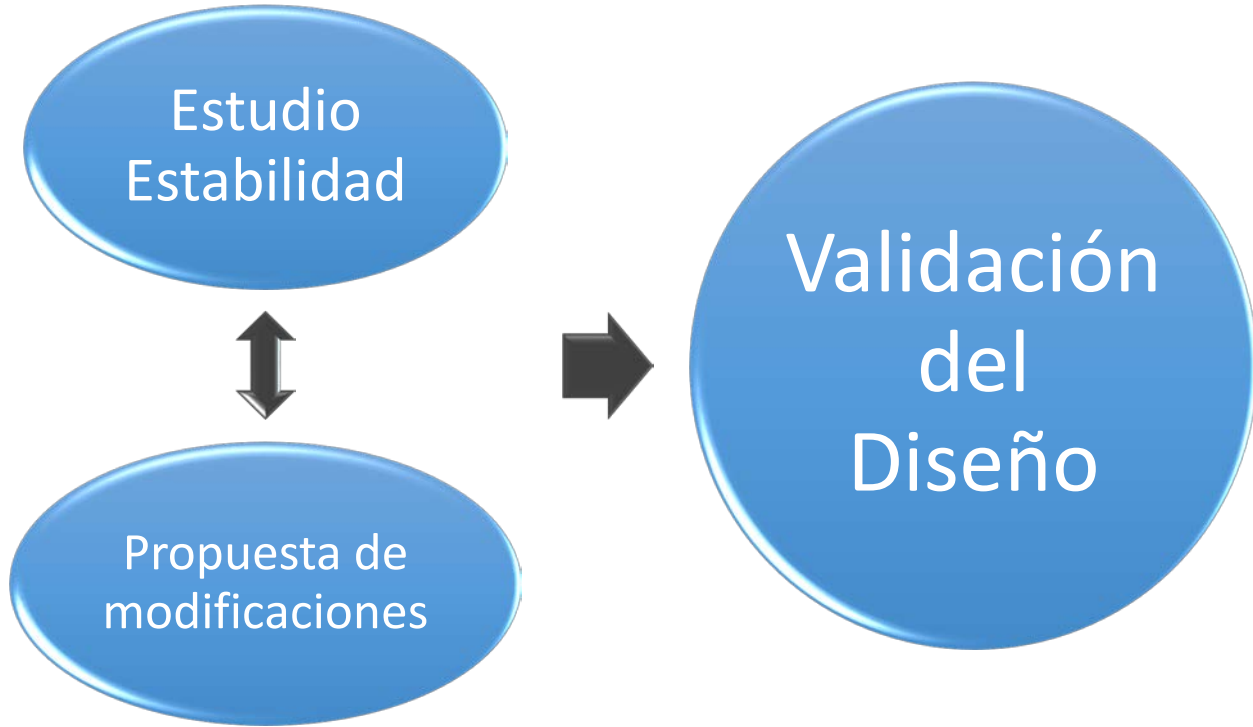 Estudio
Estabilidad
Propuesta de
modificaciones
Validación
del
Diseño